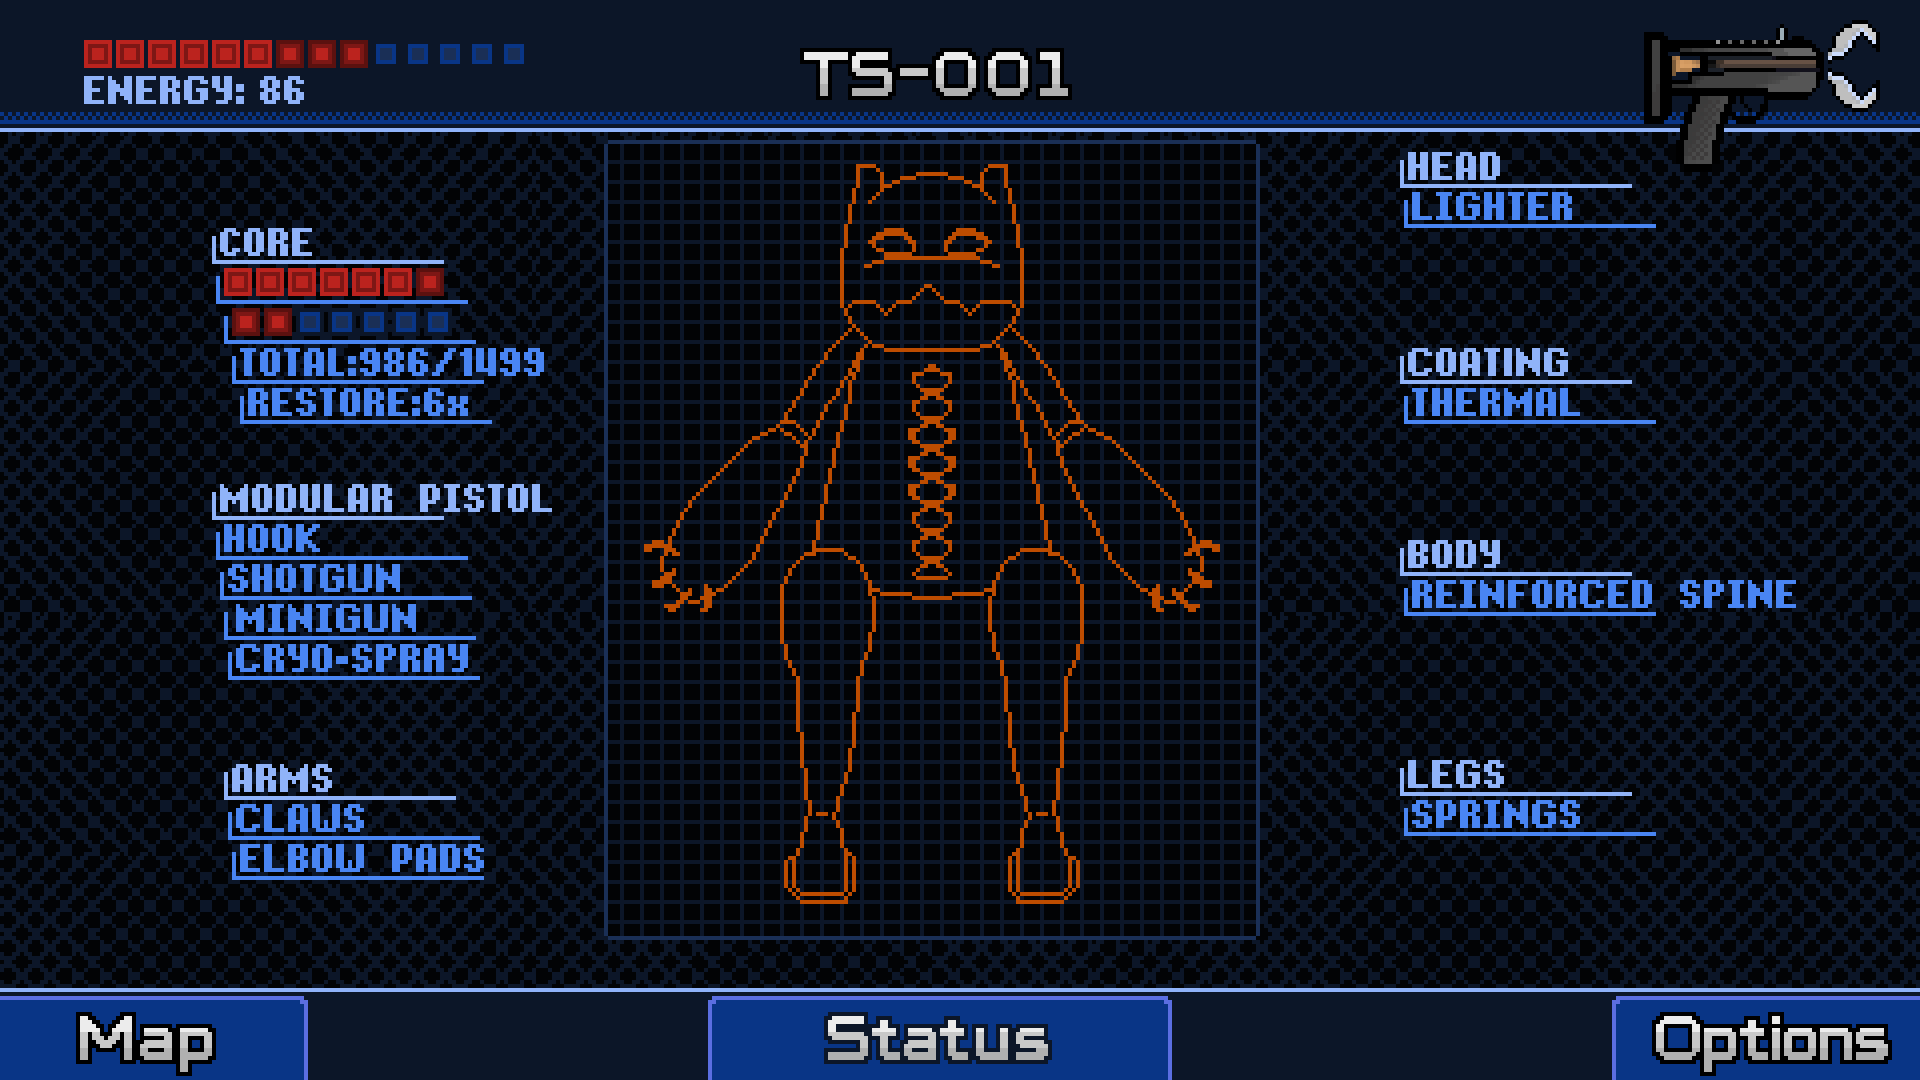 ENERGY: 86
TS-001
CORE
TOTAL:986/1499
RESTORE:6x
MODULAR PISTOL
HOOK
SHOTGUN
MINIGUN
CRYO-SPRAY
ARMS
CLAWS
ELBOW PADS
HEAD
LIGHTER
COATING
THERMAL
BODY
REINFORCED SPINE
LEGS
SPRINGS
Map
Status
Options